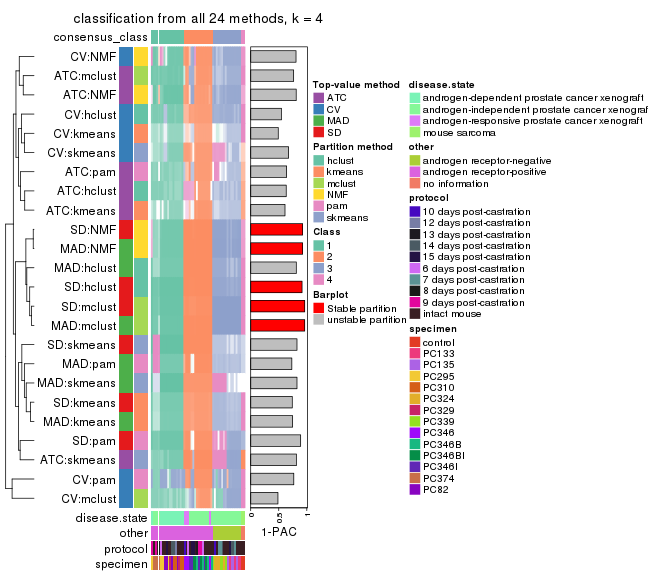 classification from all 24 methods, k = 4
consensus_class
CV:NMF
ATC:mclust
ATC:NMF
CV:hclust
CV:kmeans
CV:skmeans
ATC:pam
ATC:hclust
ATC:kmeans
SD:NMF
MAD:NMF
MAD:hclust
SD:hclust
SD:mclust
MAD:mclust
SD:skmeans
MAD:pam
MAD:skmeans
SD:kmeans
MAD:kmeans
SD:pam
ATC:skmeans
CV:pam
CV:mclust
disease.state
other
protocol
specimen
0
0.5
1
1-PAC
Top-value method
ATC
CV
MAD
SD
Partition method
hclust
kmeans
mclust
NMF
pam
skmeans
Class
1
2
3
4
Barplot
Stable partition
unstable partition
disease.state
androgen-dependent prostate cancer xenograft
androgen-independent prostate cancer xenograf
androgen-responsive prostate cancer xenograft
mouse sarcoma
other
androgen receptor-negative
androgen receptor-positive
no information
protocol
10 days post-castration
12 days post-castration
13 days post-castration
14 days post-castration
15 days post-castration
6 days post-castration
7 days post-castration
8 days post-castration
9 days post-castration
intact mouse
specimen
control
PC133
PC135
PC295
PC310
PC324
PC329
PC339
PC346
PC346B
PC346BI
PC346I
PC374
PC82